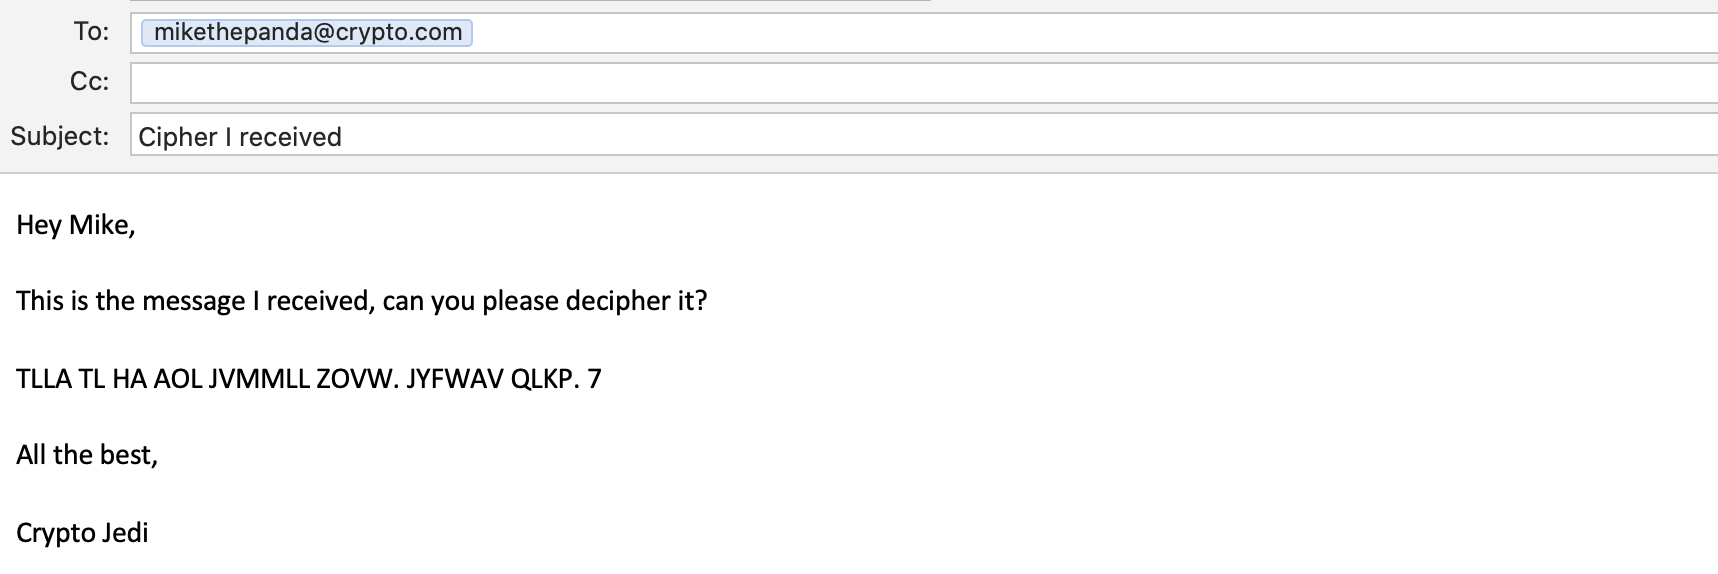 To: mikethepanda@crypto.com
Cc:
Subject: Cipher I received
Hey Mike,
This is the message I received, can you please decipher it?
TLLA TL HA AOL JVMMLL ZOVW. JYFWAV QLKP. 7
All the best,
Crypto Jedi